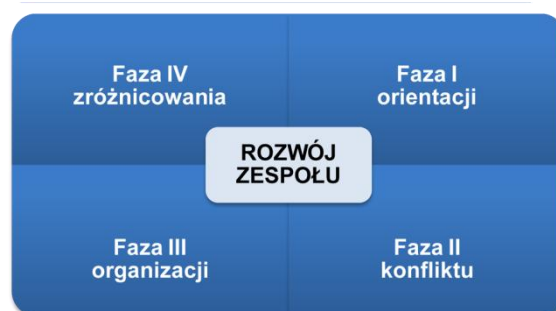 Faza IV
zróżnicowania
Faza I
orientacji
ROZWÓJ
ZESPOŁU
Faza III
organizacji
Faza II
konfliktu